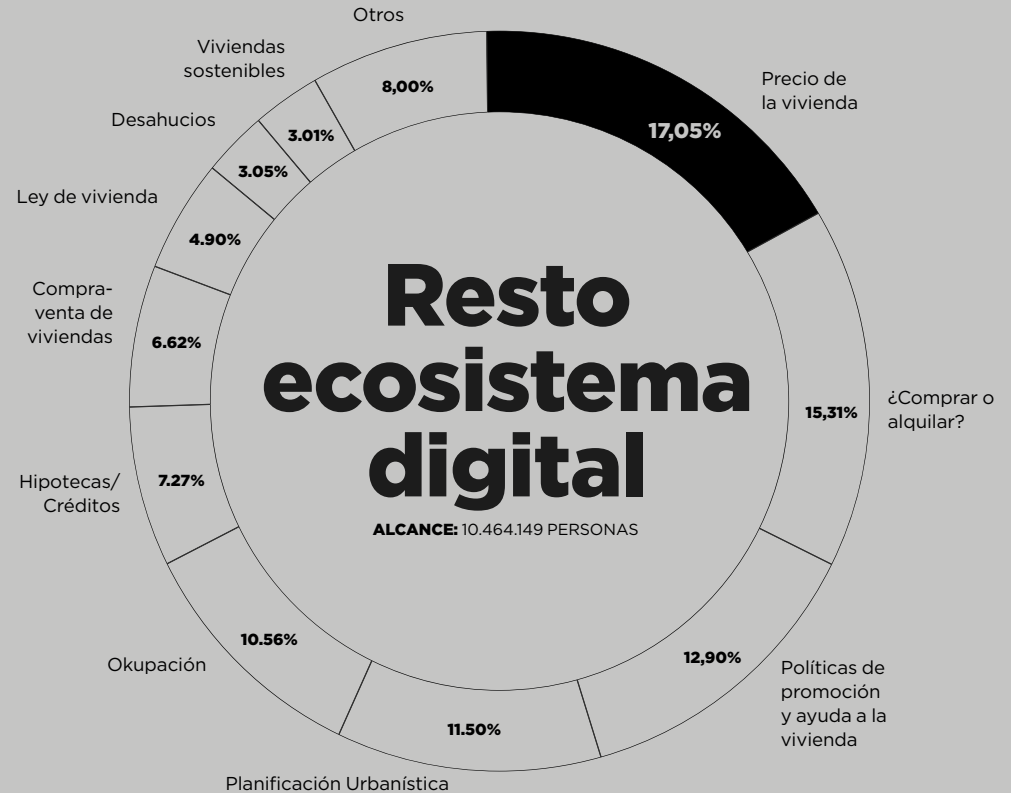 Otros
8,00%
Precio de
la vivienda
17,05%
¿Comprar o
alquilar?
15,31%
Políticas de
promoción
y ayuda a la
vivienda
12,90%
Planificación Urbanística
11.50%
Okupación
10.56%
Hipotecas/
Créditos
7.27%
Compra-
venta de
viviendas
6.62%
Ley de vivienda
4.90%
Desahucios
3.05%
Viviendas
sostenibles
3.01%
Resto
ecosistema
digital
ALCANCE: 10.464.149 PERSONAS